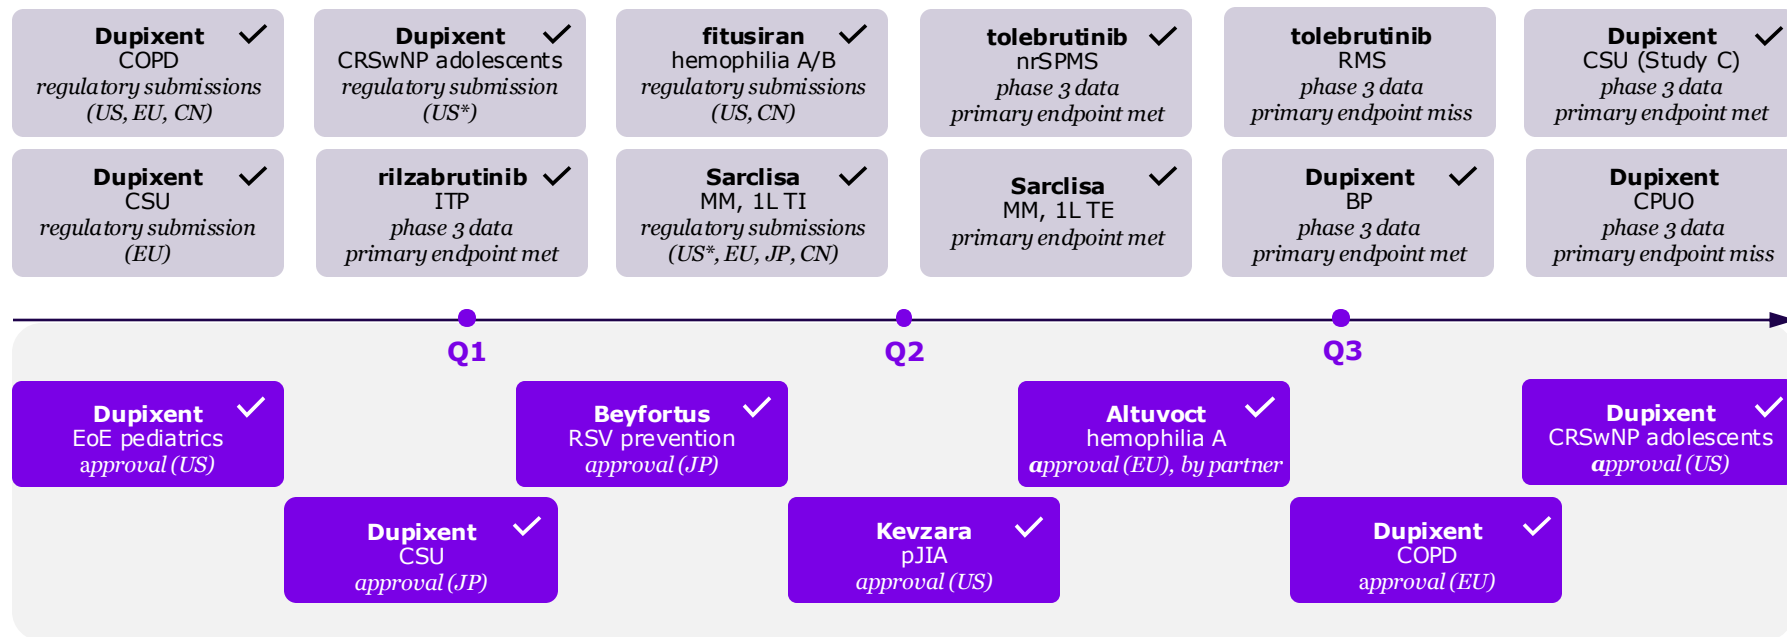 Dupixent
COPD
regulatory submissions
(US, EU, CN)
Dupixent
CRSwNP adolescents
regulatory submission
(US*)
fitusiran
hemophilia A/B
regulatory submissions
(US, CN)
tolebrutinib
nrSPMS
phase 3 data
primary endpoint met
tolebrutinib
RMS
phase 3 data
primary endpoint miss
Dupixent
CSU (Study C)
phase 3 data
primary endpoint met
Dupixent
CSU
regulatory submission
(EU)
rilzabrutinib
ITP
phase 3 data
primary endpoint met
Sarclisa
MM, 1L TI
regulatory submissions
(US*, EU, JP, CN)
Sarclisa
MM, 1L TE
primary endpoint met
Dupixent
BP
phase 3 data
primary endpoint met
Dupixent
CPUO
phase 3 data
primary endpoint miss
Q1
Q2
Q3
Dupixent
EoE pediatrics
approval (US)
Beyfortus
RSV prevention
approval (JP)
Altuvoct
hemophilia A
approval (EU), by partner
Dupixent
CRSwNP adolescents
approval (US)
Dupixent
CSU
approval (JP)
Kevzara
pJIA
approval (US)
Dupixent
COPD
approval (EU)